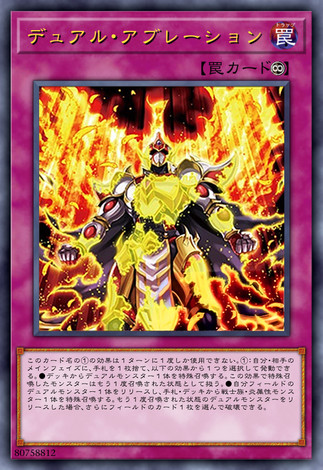 デュアル・アブレーション 罠
トラップ
【罠カード】
このカード名の①の効果は1ターンに1度しか使用できない。①:自分・相手
のメインフェイズに、手札を1枚捨て、以下の効果から1つを選択して発動でき
る。●デッキからデュアルモンスター1体を特殊召喚する。この効果で特殊召
喚したモンスターはもう1度召喚された状態として扱う。●自分フィールドの
デュアルモンスター1体をリリースし、手札・デッキから戦士族・炎属性モンス
ター1体を特殊召喚する。もう1度召喚された状態のデュアルモンスターをリリ
ースした場合、さらにフィールドのカード1枚を選んで破壊できる。
80758812